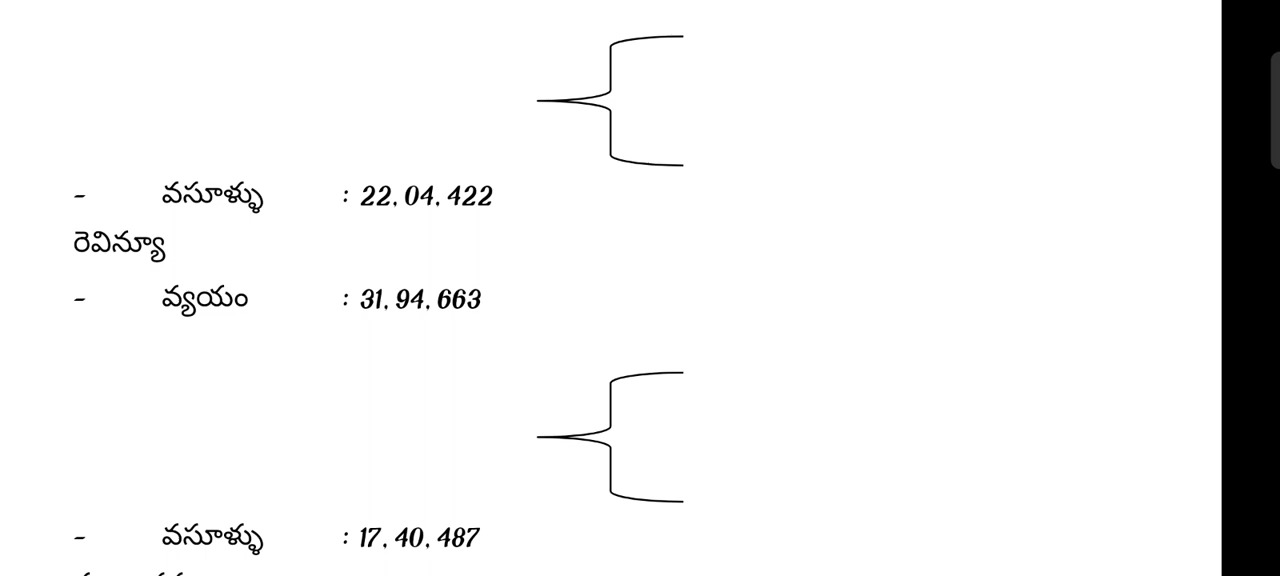 - వసూళ్ళు : 22,04,422
రెవిన్యూ
- వ్యయం : 31,94,663
- వసూళ్ళు : 17,40,487